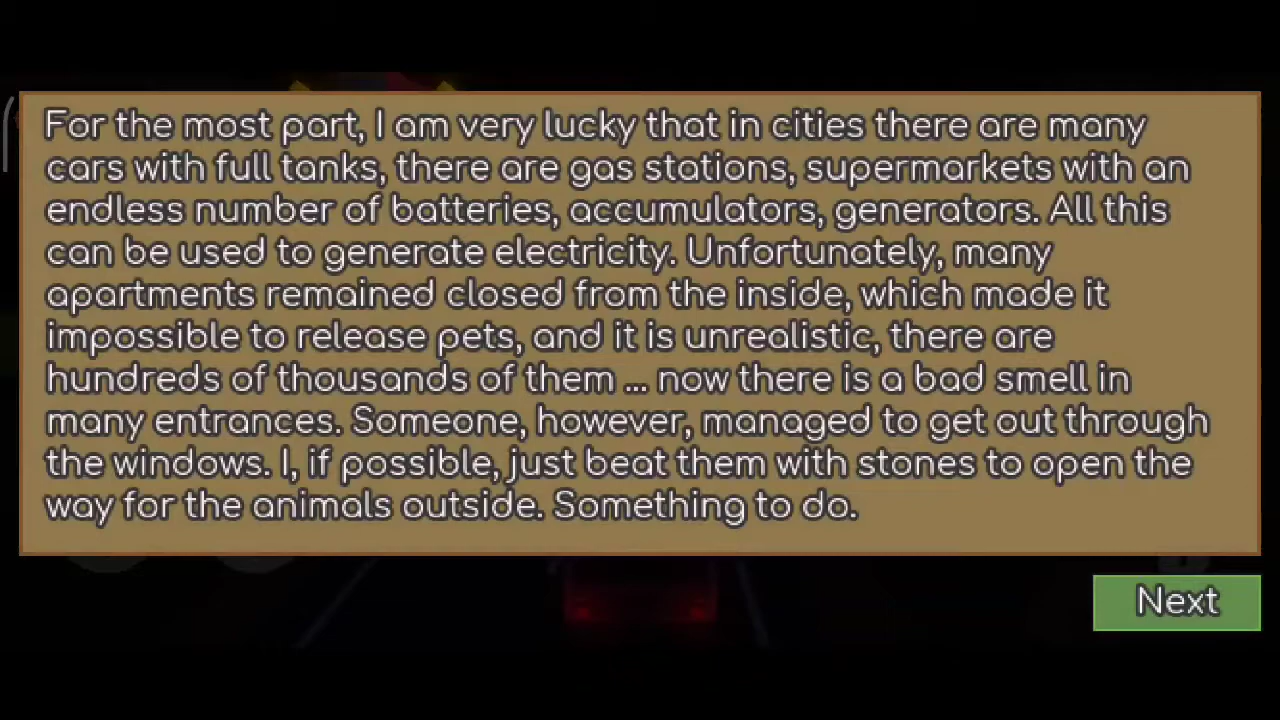 For the most part, I am very lucky that in cities there are many
cars with full tanks, there are gas stations, supermarkets with an
endless number of batteries, accumulators, generators. All this
can be used to generate electricity. Unfortunately, many
apartments remained closed from the inside, which made it
impossible to release pets, and it is unrealistic, there are
hundreds of thousands of them ... now there is a bad smell in
many entrances. Someone, however, managed to get out through
the windows. I, if possible, just beat them with stones to open the
way for the animals outside. Something to do.
Next